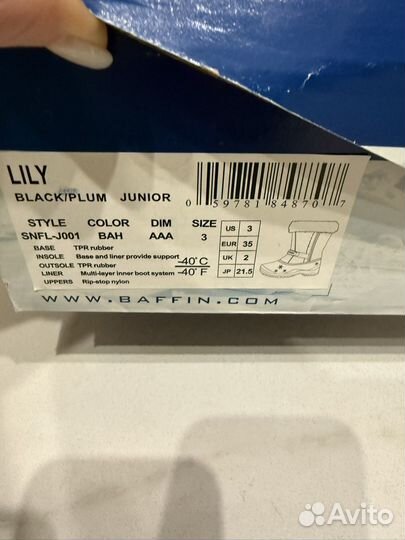 LILY
BLACK/PLUM JUNIOR
0 59781 84870 7
STYLE COLOR DIM SIZE
SNFL-J001 BAH AAA 3
US 3
EUR 35
UK 2
JP 21.5
BASE TPR rubber
INSOLE Base and liner provide support
OUTSOLE TPR rubber
LINER Multi-layer inner boot system
UPPERS Rip-stop nylon
-40°C
-40°F
WWW.BAFFIN.COM
Avito